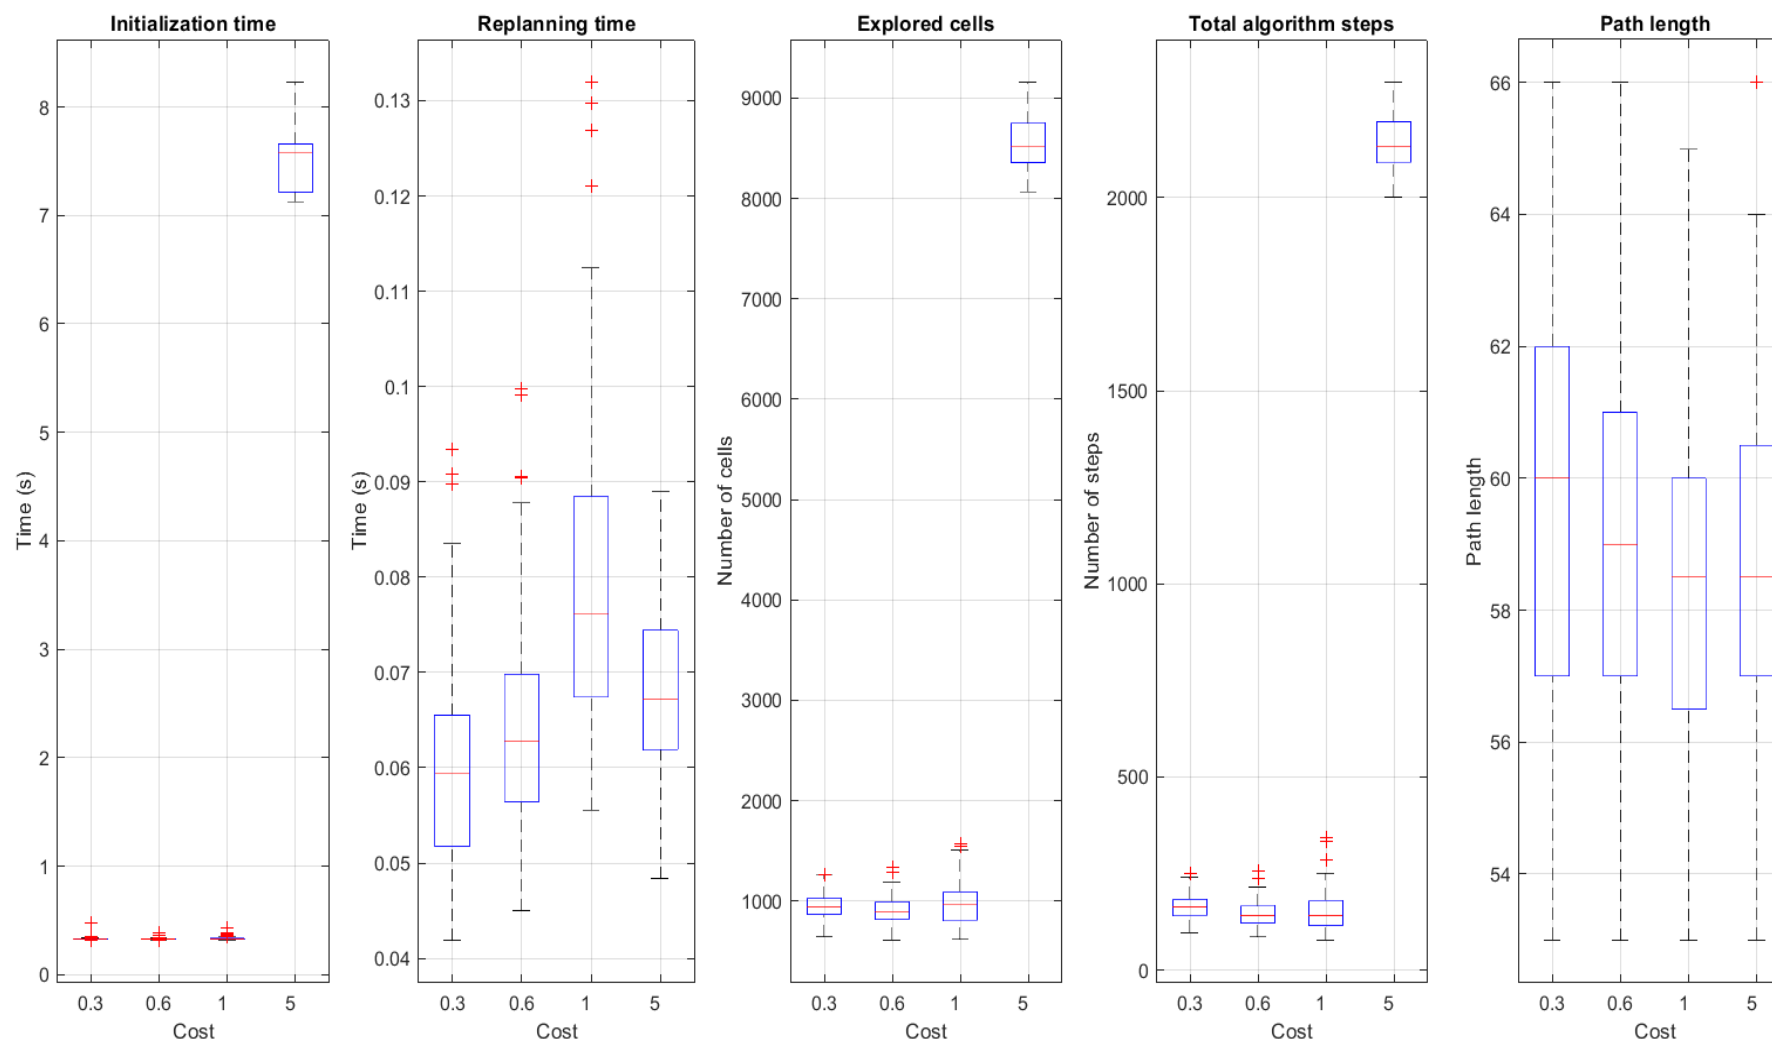 Initialization time
Time (s)
8
7
6
5
4
3
2
1
0
0.3 0.6 1 5
Cost
Replanning time
Time (s)
0.13
0.12
0.11
0.1
0.09
0.08
0.07
0.06
0.05
0.04
0.3 0.6 1 5
Cost
Explored cells
Number of cells
9000
8000
7000
6000
5000
4000
3000
2000
1000
0.3 0.6 1 5
Cost
Total algorithm steps
Number of steps
2000
1500
1000
500
0
0.3 0.6 1 5
Cost
Path length
Path length
66
64
62
60
58
56
54
0.3 0.6 1 5
Cost